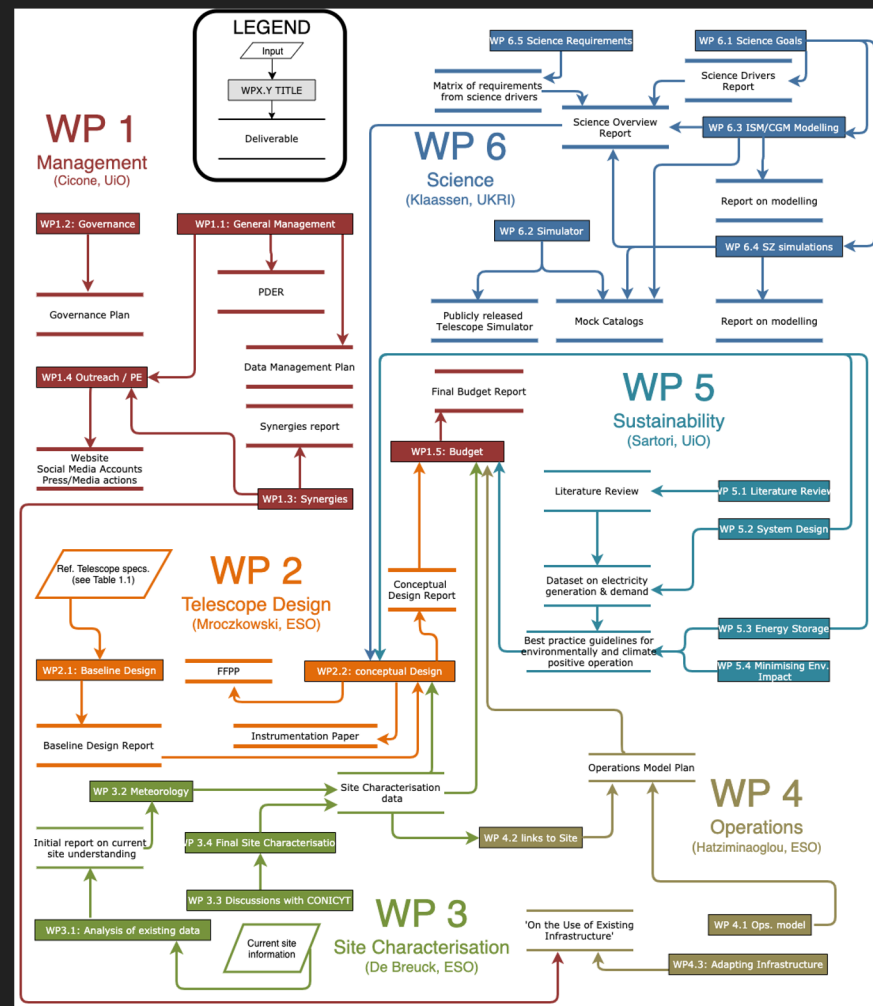 LEGEND
Input
WPX.Y TITLE
Deliverable
WP 1
Management
(Cicone, UiO)
WP1.2: Governance
WP1.1: General Management
Governance Plan
PDER
Data Management Plan
WP1.4 Outreach / PE
Synergies report
Website
Social Media Accounts
Press/Media actions
WP1.3: Synergies
Final Budget Report
WP1.5: Budget
WP 6
Science
(Klaassen, UKRI)
WP 6.5 Science Requirements
WP 6.1 Science Goals
Matrix of requirements
from science drivers
Science Drivers
Report
Science Overview
Report
WP 6.3 ISM/CGM Modelling
Report on modelling
WP 6.2 Simulator
WP 6.4 SZ simulations
Publicly released
Telescope Simulator
Mock Catalogs
Report on modelling
WP 5
Sustainability
(Sartori, UiO)
Literature Review
WP 5.1 Literature Review
WP 5.2 System Design
Dataset on electricity
generation & demand
WP 5.3 Energy Storage
Best practice guidelines for
environmentally and climate
positive operation
WP 5.4 Minimising Env.
Impact
WP 2
Telescope Design
(Mroczkowski, ESO)
Ref. Telescope specs.
(see Table 1.1)
Conceptual
Design Report
WP2.1: Baseline Design
FFPP
WP2.2: conceptual Design
Instrumentation Paper
Baseline Design Report
WP 3.2 Meteorology
Site Characterisation
data
Initial report on current
site understanding
WP 3.4 Final Site Characterisatio
WP 3.3 Discussions with CONICYT
WP3.1: Analysis of existing data
Current site
information
WP 3
Site Characterisation
(De Breuck, ESO)
Operations Model Plan
WP 4
Operations
(Hatziminaoglou, ESO)
WP 4.2 links to Site
WP 4.1 Ops. model
'On the Use of Existing
Infrastructure'
WP4.3: Adapting Infrastructure